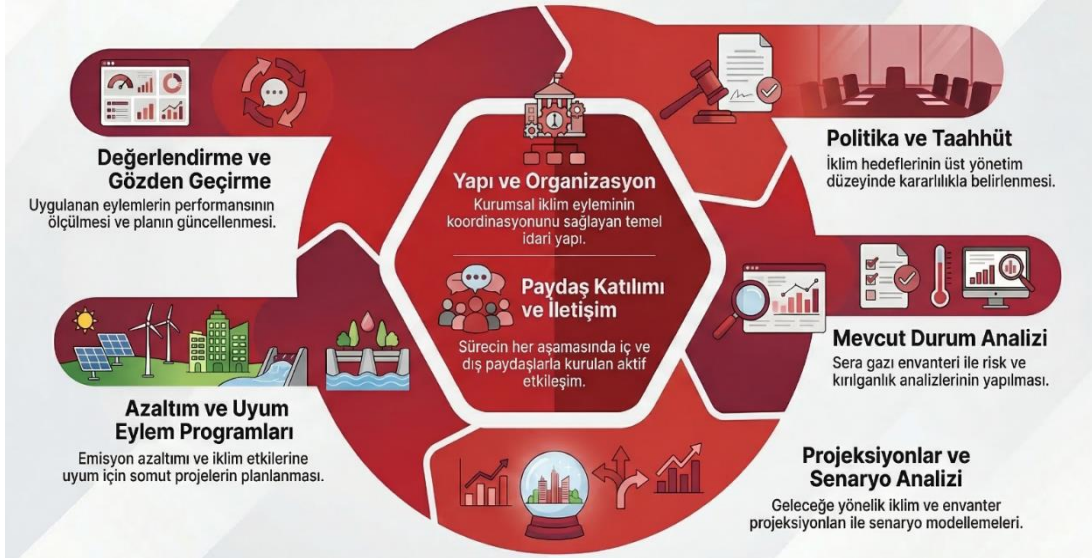 Değerlendirme ve
Gözden Geçirme
Uygulanan eylemlerin performansının
ölçülmesi ve planın güncellenmesi.
Yapı ve Organizasyon
Kurumsal iklim eyleminin
koordinasyonunu sağlayan temel
idari yapı.
Politika ve Taahhüt
İklim hedeflerinin üst yönetim
düzeyinde kararlılıkla belirlenmesi.
Paydaş Katılımı
ve İletişim
Sürecin her aşamasında iç ve
dış paydaşlarla kurulan aktif
etkileşim.
Mevcut Durum Analizi
Sera gazı envanteri ile risk ve
kırılganlık analizlerinin yapılması.
Azaltım ve Uyum
Eylem Programları
Emisyon azaltımı ve iklim etkilerine
uyum için somut projelerin planlanması.
Projeksiyonlar ve
Senaryo Analizi
Geleceğe yönelik iklim ve envanter
projeksiyonları ile senaryo modellemeleri.